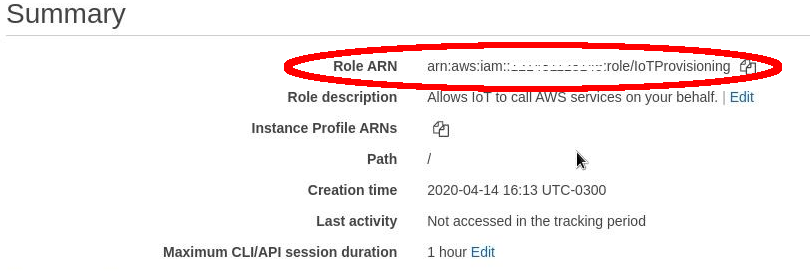 Summary
Role ARN arn:aws:iam:: :role/IoTProvisioning
Role description Allows IoT to call AWS services on your behalf. | Edit
Instance Profile ARNs
Path /
Creation time 2020-04-14 16:13 UTC-0300
Last activity Not accessed in the tracking period
Maximum CLI/API session duration 1 hour Edit